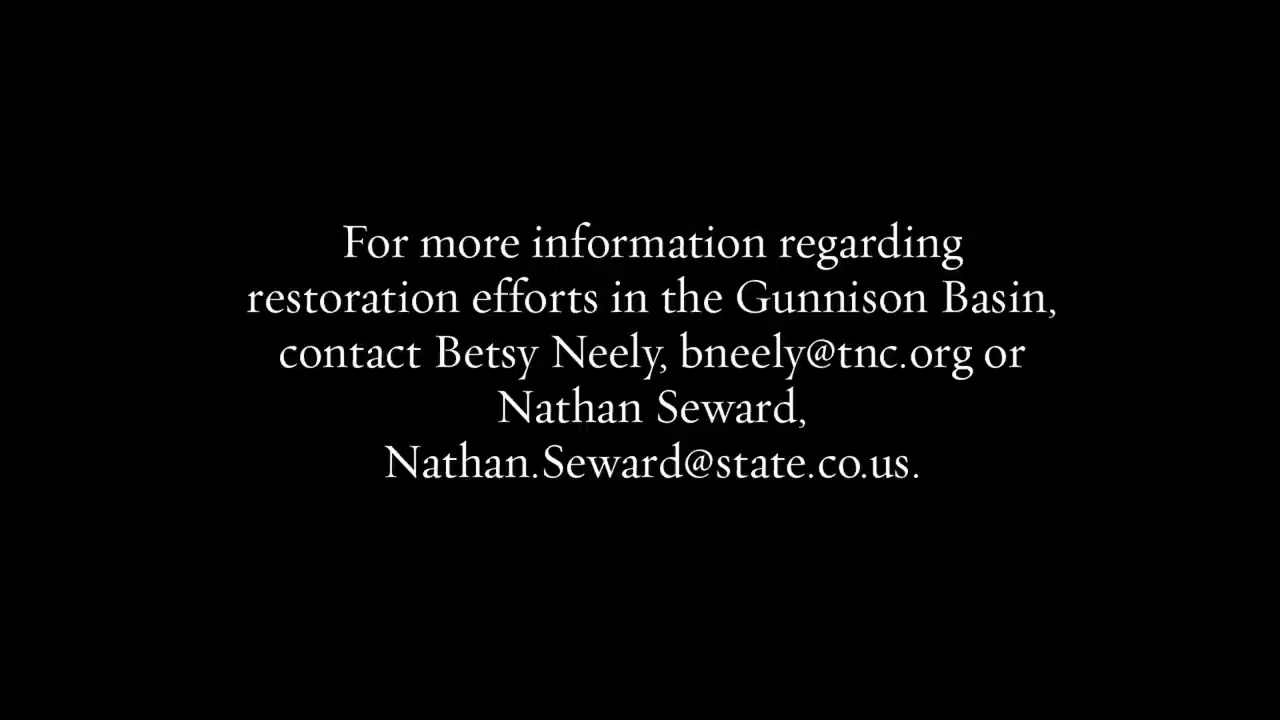 For more information regarding
restoration efforts in the Gunnison Basin,
contact Betsy Neely, bneely@tnc.org or
Nathan Seward,
Nathan.Seward@state.co.us.